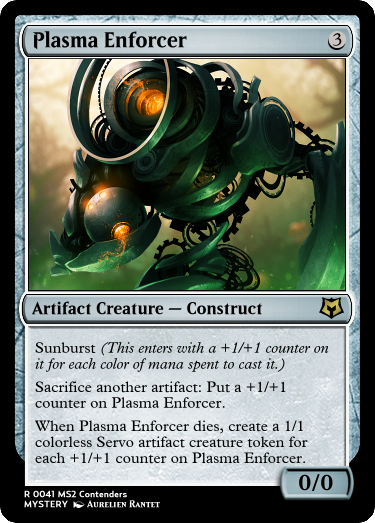 Plasma Enforcer 3
Artifact Creature — Construct
Sunburst (This enters with a +1/+1 counter on
it for each color of mana spent to cast it.)
Sacrifice another artifact: Put a +1/+1
counter on Plasma Enforcer.
When Plasma Enforcer dies, create a 1/1
colorless Servo artifact creature token for
each +1/+1 counter on Plasma Enforcer.
0/0
R 0041 MS2 Contenders
MYSTERY Aurelien Rantet